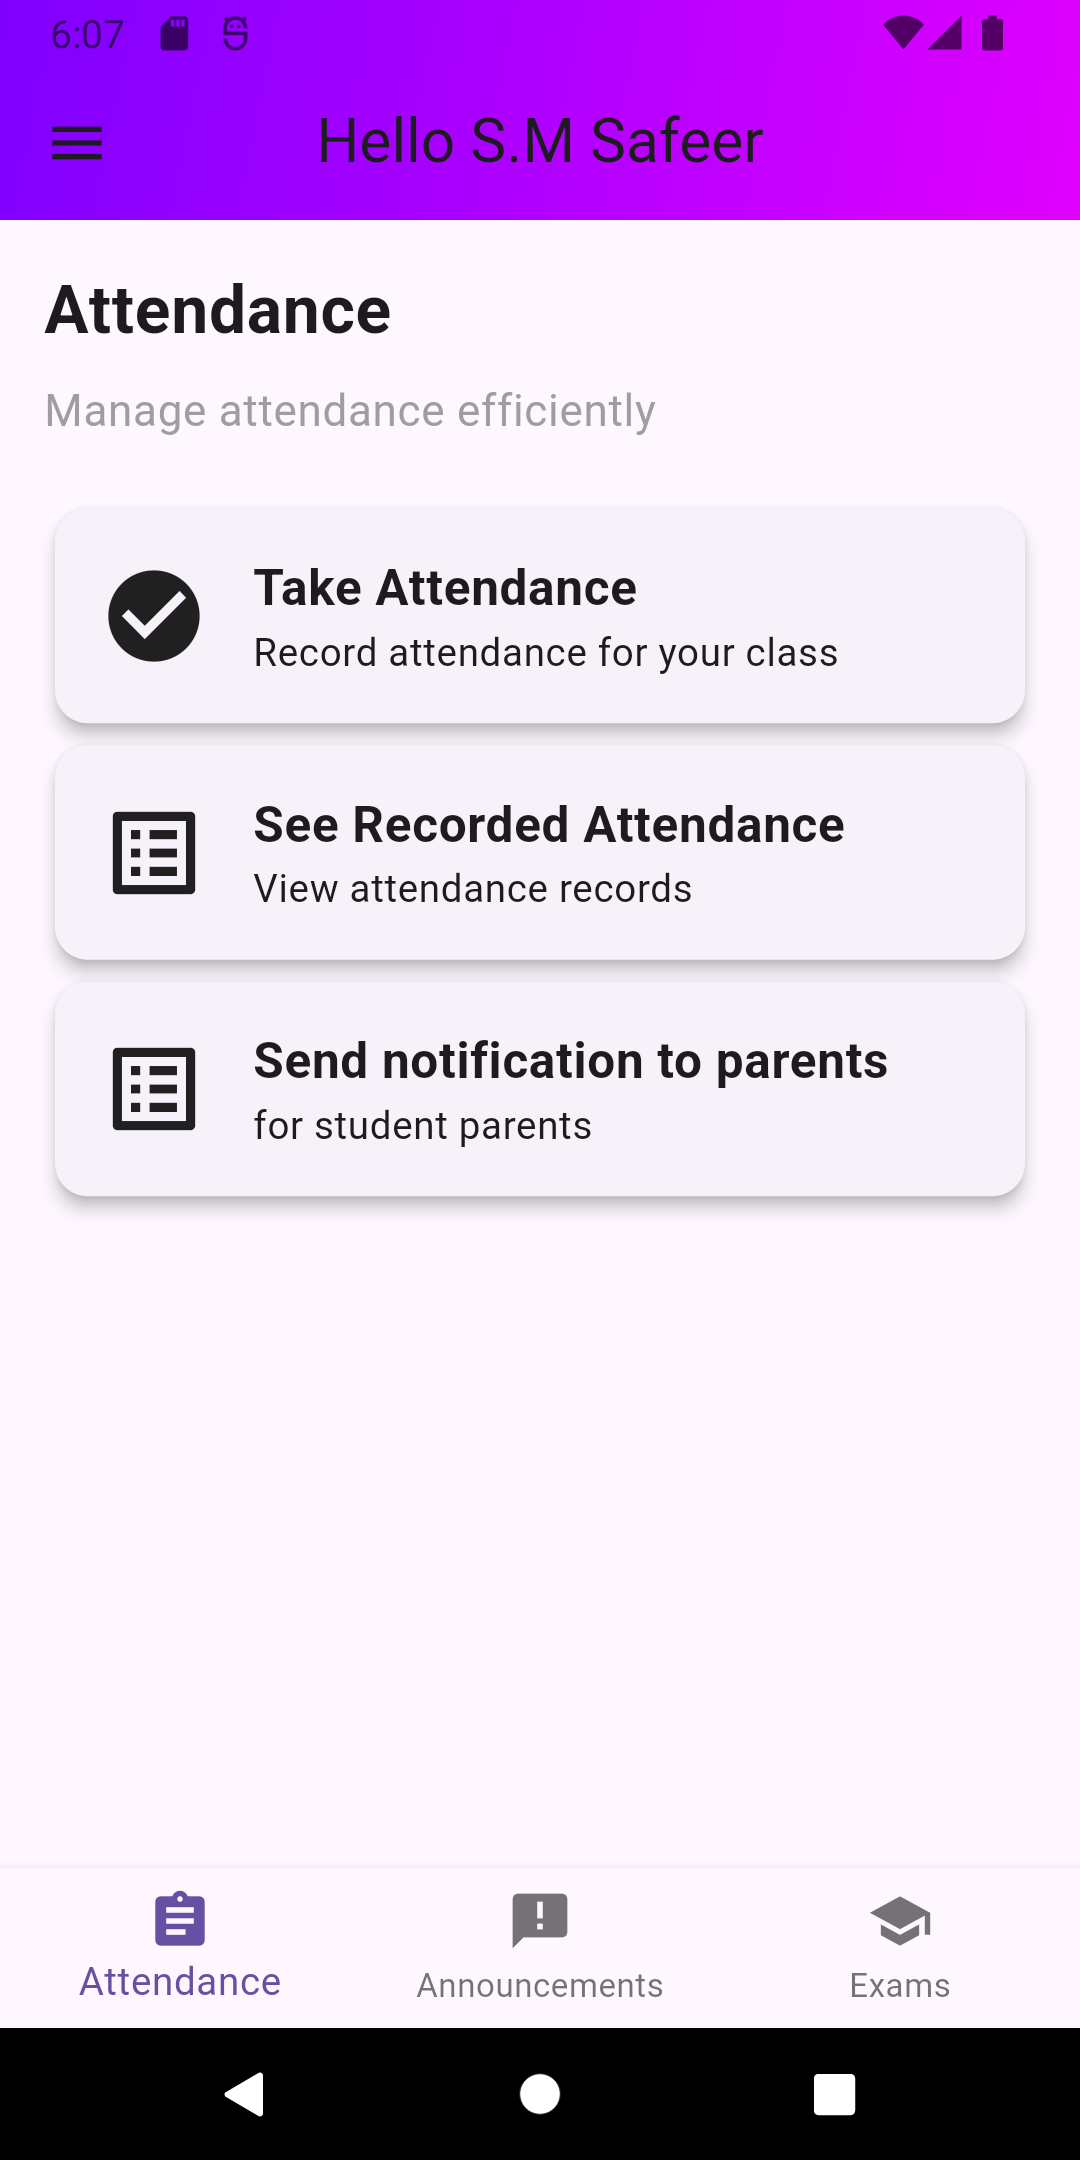 6:07
Hello S.M Safeer
Attendance
Manage attendance efficiently
Take Attendance
Record attendance for your class
See Recorded Attendance
View attendance records
Send notification to parents
for student parents
Attendance
Announcements
Exams